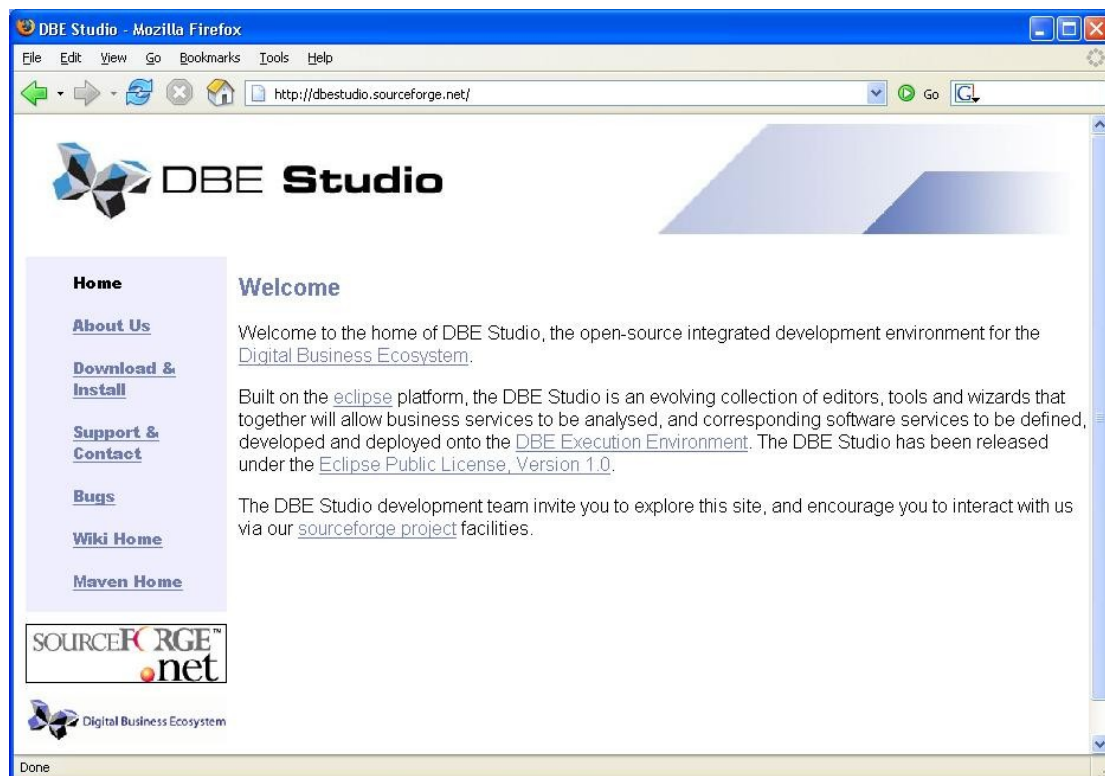 DBE Studio - Mozilla Firefox
File Edit View Go Bookmarks Tools Help
http://dbestudio.sourceforge.net/ Go G
DBE Studio
Home
About Us
Download &
Install
Support &
Contact
Bugs
Wiki Home
Maven Home
SOURCEFORGE™
.net
Digital Business Ecosystem
Welcome
Welcome to the home of DBE Studio, the open-source integrated development environment for the
Digital Business Ecosystem.
Built on the eclipse platform, the DBE Studio is an evolving collection of editors, tools and wizards that
together will allow business services to be analysed, and corresponding software services to be defined,
developed and deployed onto the DBE Execution Environment. The DBE Studio has been released
under the Eclipse Public License, Version 1.0.
The DBE Studio development team invite you to explore this site, and encourage you to interact with us
via our sourceforge project facilities.
Done